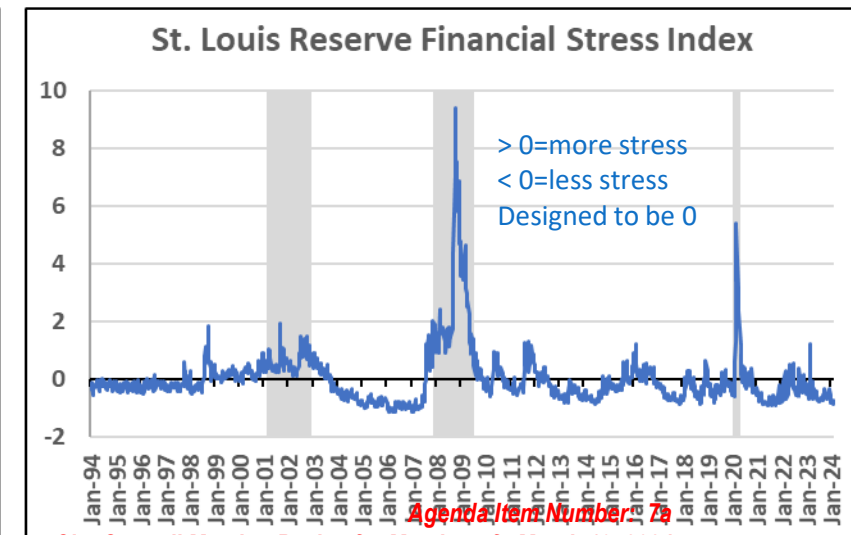 St. Louis Reserve Financial Stress Index
10
8
6
4
2
0
-2
> 0=more stress
< 0=less stress
Designed to be 0
Jan-94
Jan-95
Jan-96
Jan-97
Jan-98
Jan-99
Jan-00
Jan-01
Jan-02
Jan-03
Jan-04
Jan-05
Jan-06
Jan-07
Jan-08
Jan-09
Jan-10
Jan-11
Jan-12
Jan-13
Jan-14
Jan-15
Jan-16
Jan-17
Jan-18
Jan-19
Jan-20
Jan-21
Jan-22
Jan-23
Jan-24
Agenda Item Number: 7a